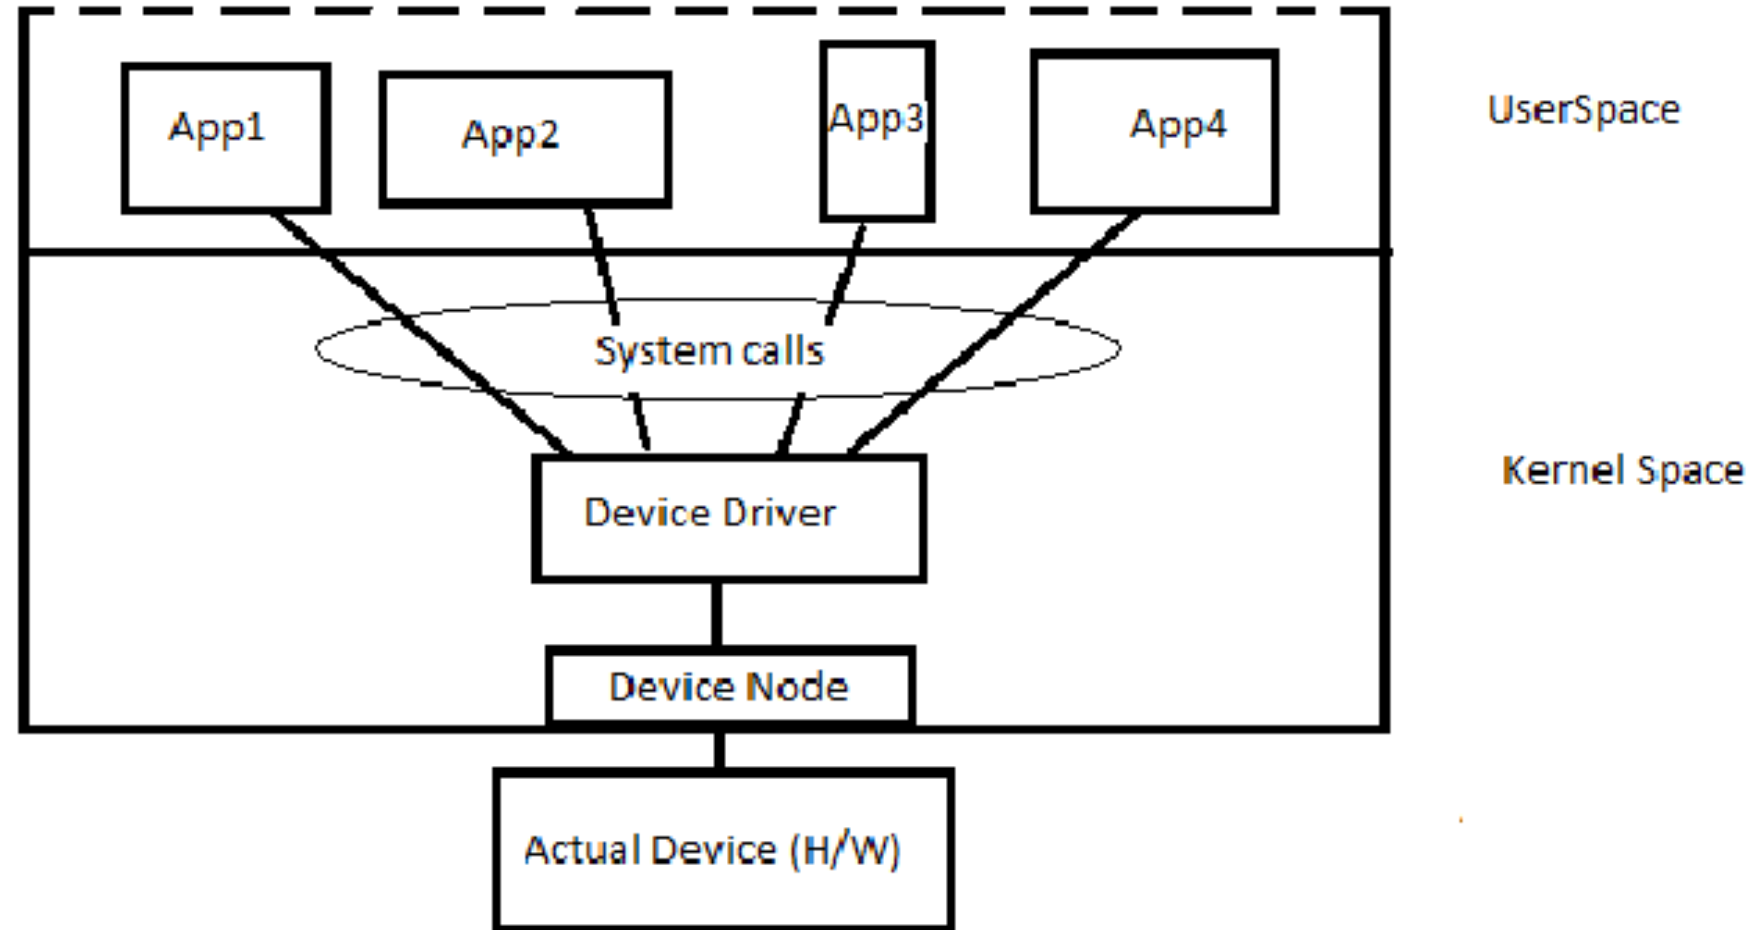 App1
App2
App3
App4
UserSpace
System calls
Kernel Space
Device Driver
Device Node
Actual Device (H/W)